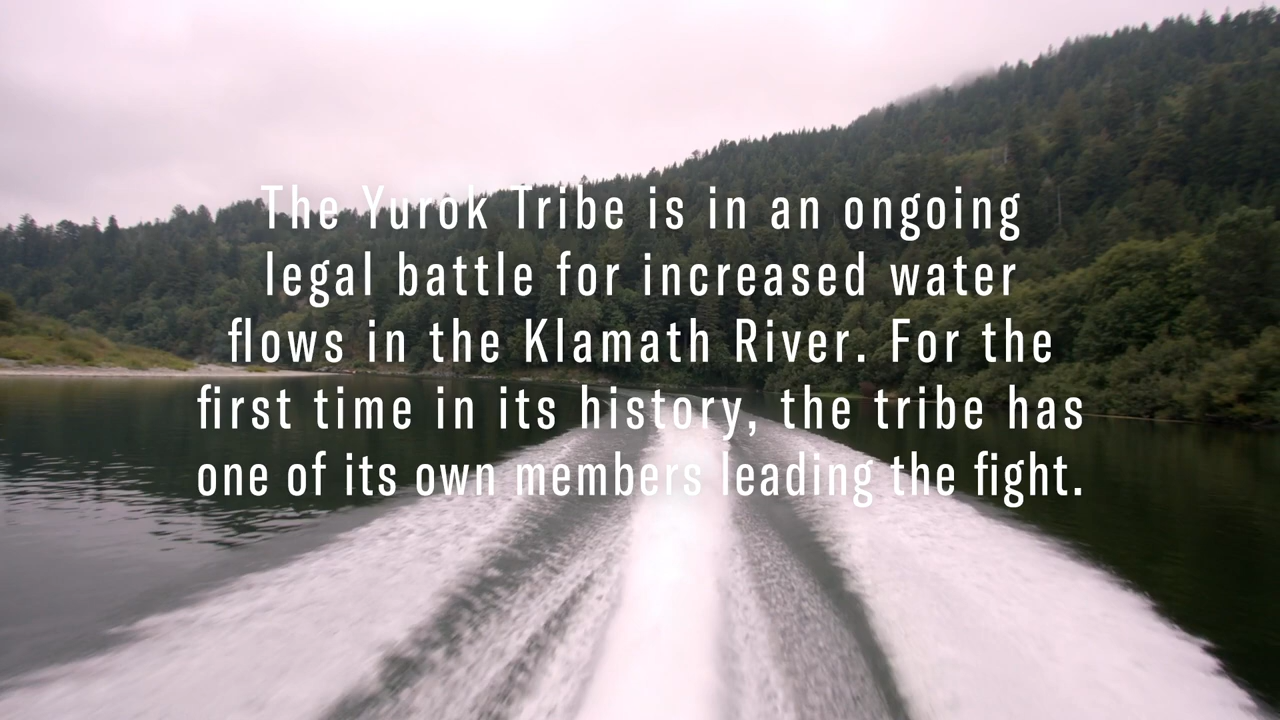 The Yurok Tribe is in an ongoing
legal battle for increased water
flows in the Klamath River. For the
first time in its history, the tribe has
one of its own members leading the fight.